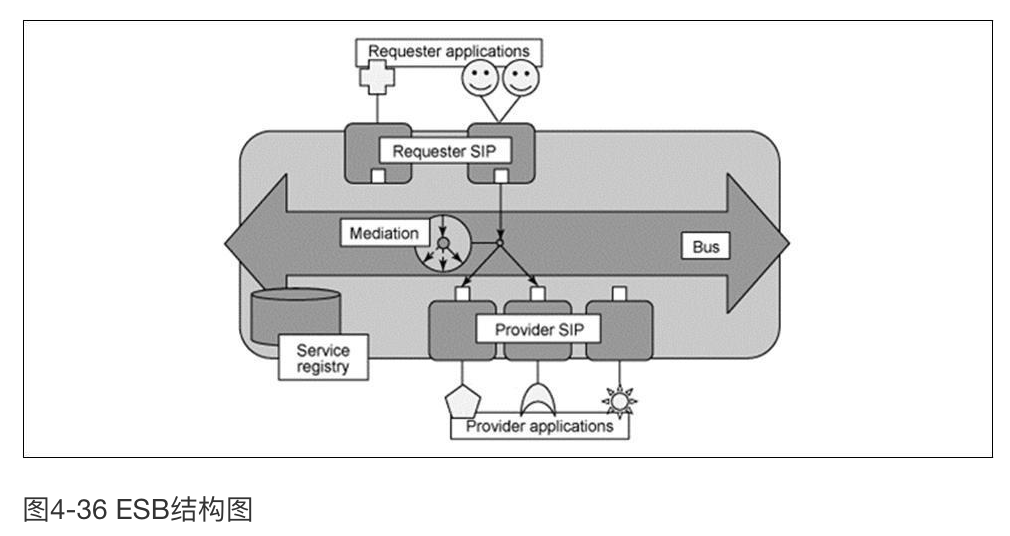 Requester applications
Requester SIP
Mediation
Bus
Provider SIP
Service
registry
Provider applications
图4-36 ESB结构图